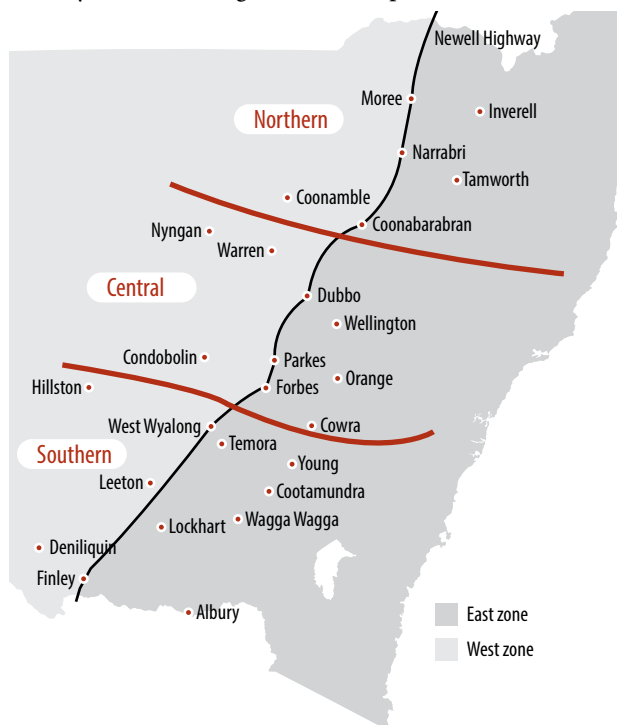 Newell Highway
Moree
Inverell
Northern
Narrabri
Tamworth
Coonamble
Coonabarabran
Nyngan
Warren
Central
Dubbo
Wellington
Condobolin
Parkes
Orange
Hillston
Forbes
West Wyalong
Cowra
Temora
Southern
Young
Leeton
Cootamundra
Lockhart
Wagga Wagga
Deniliquin
Finley
Albury
East zone
West zone